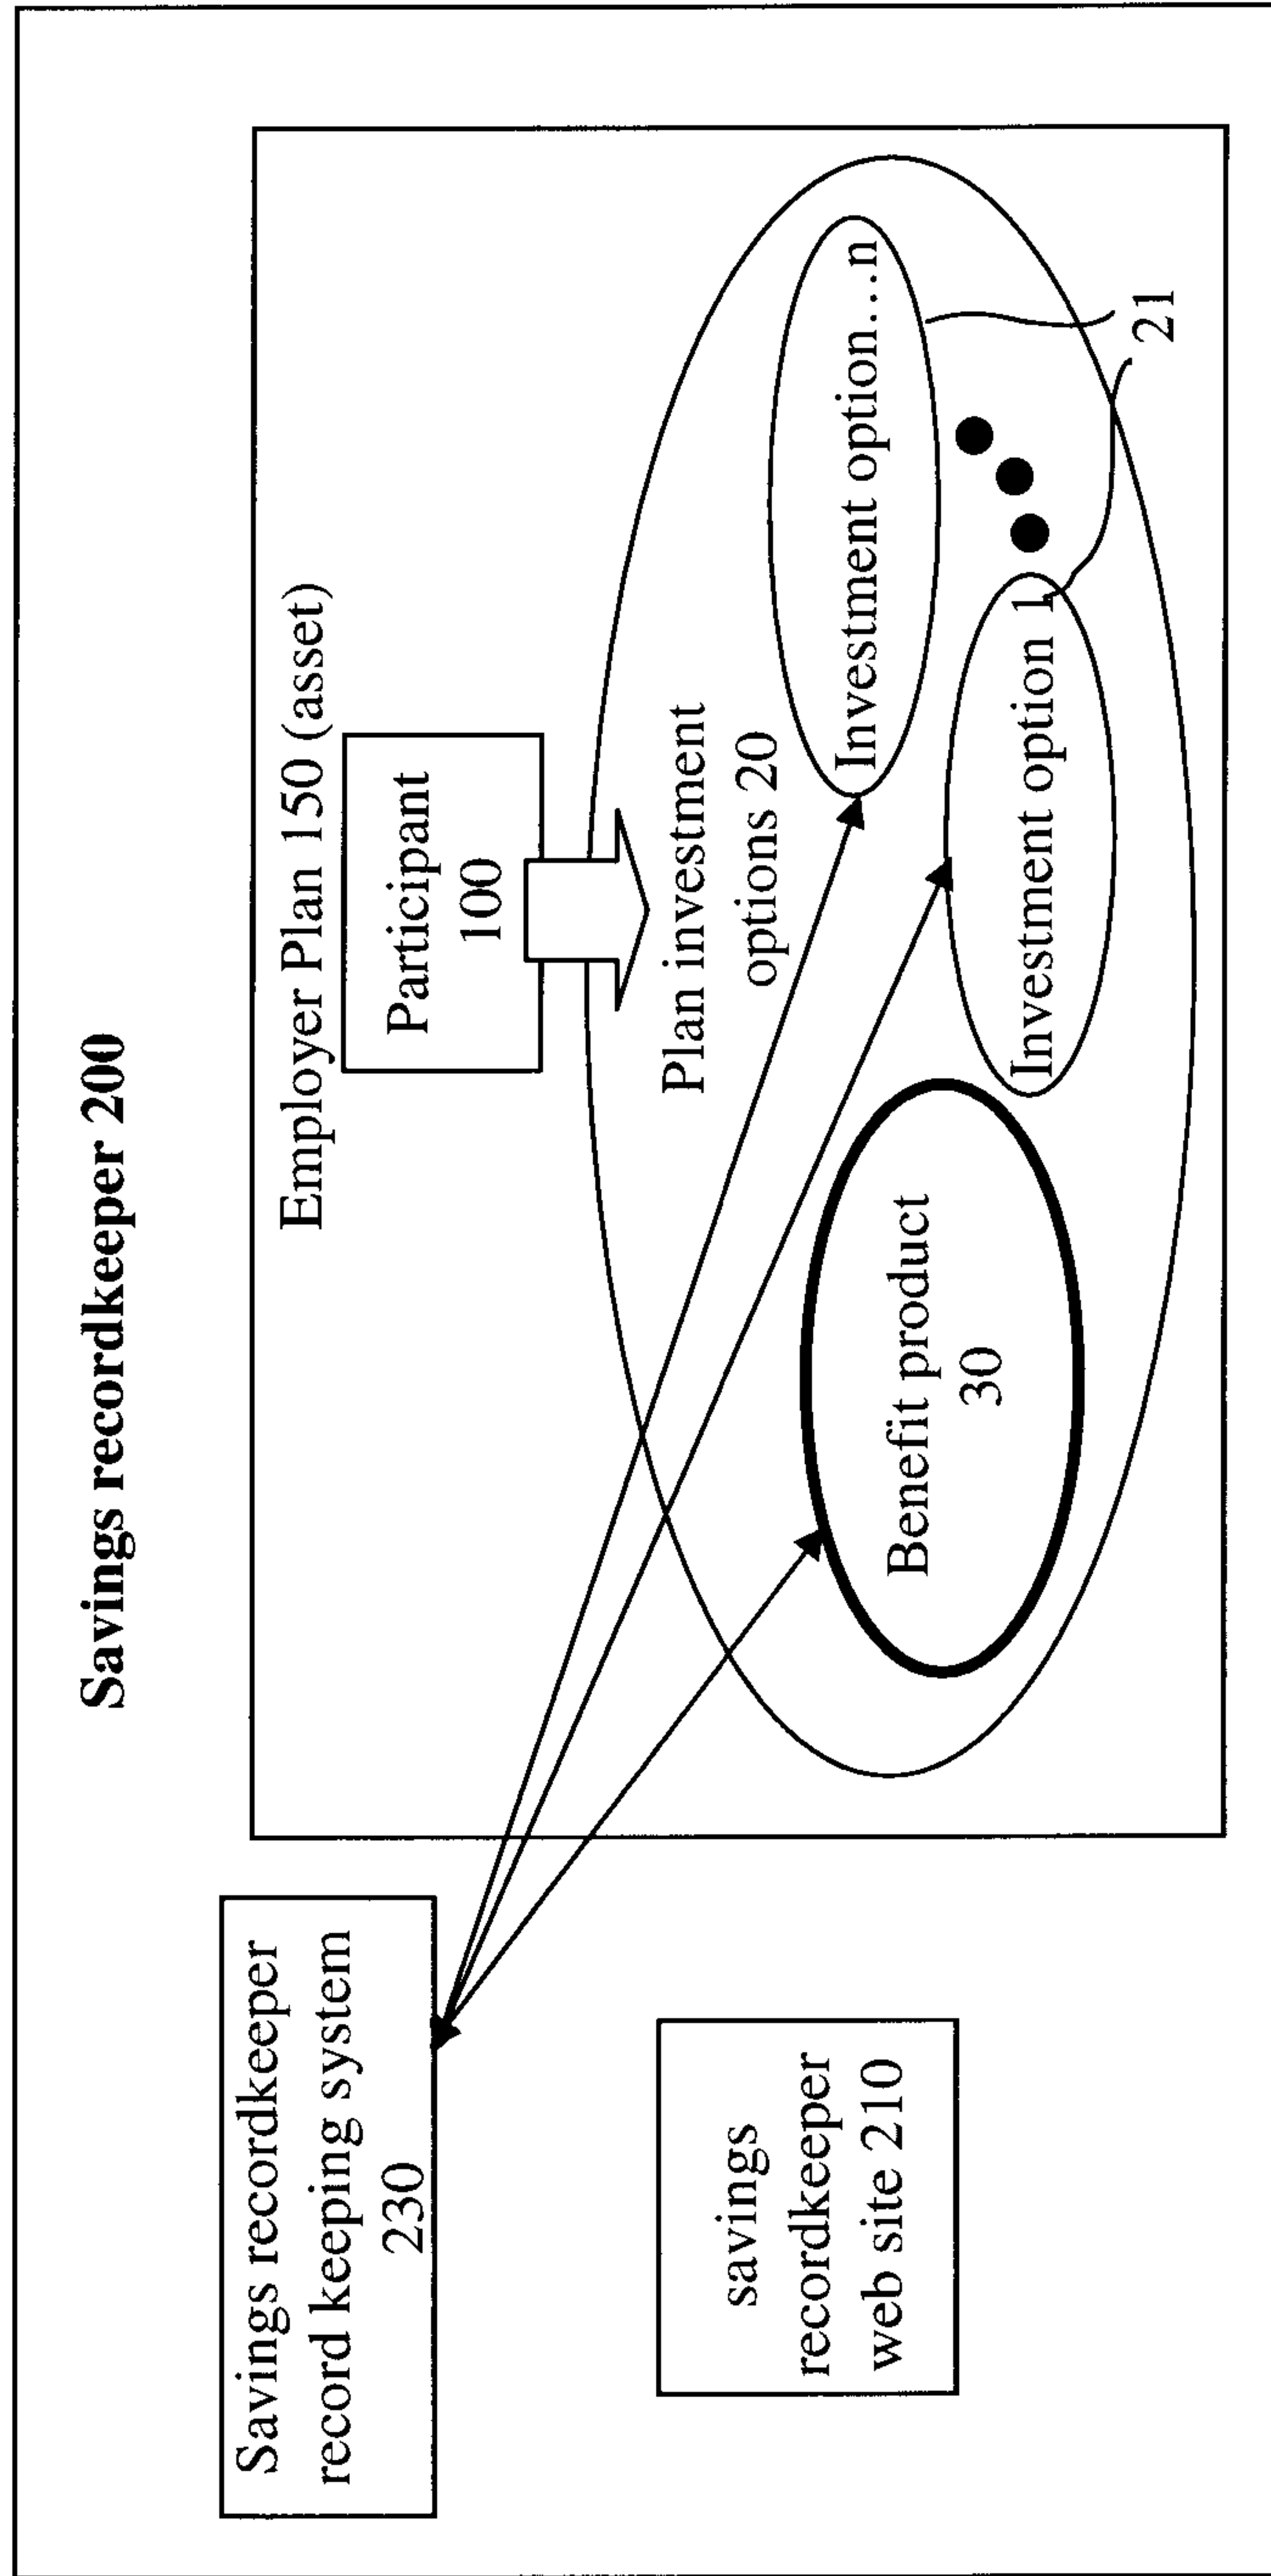 Savings recordkeeper 200
Savings recordkeeper
record keeping system
230
savings
recordkeeper
web site 210
Employer Plan 150 (asset)
Participant
100
Plan investment
options 20
Benefit product
30
Investment option…n
Investment option 1
21